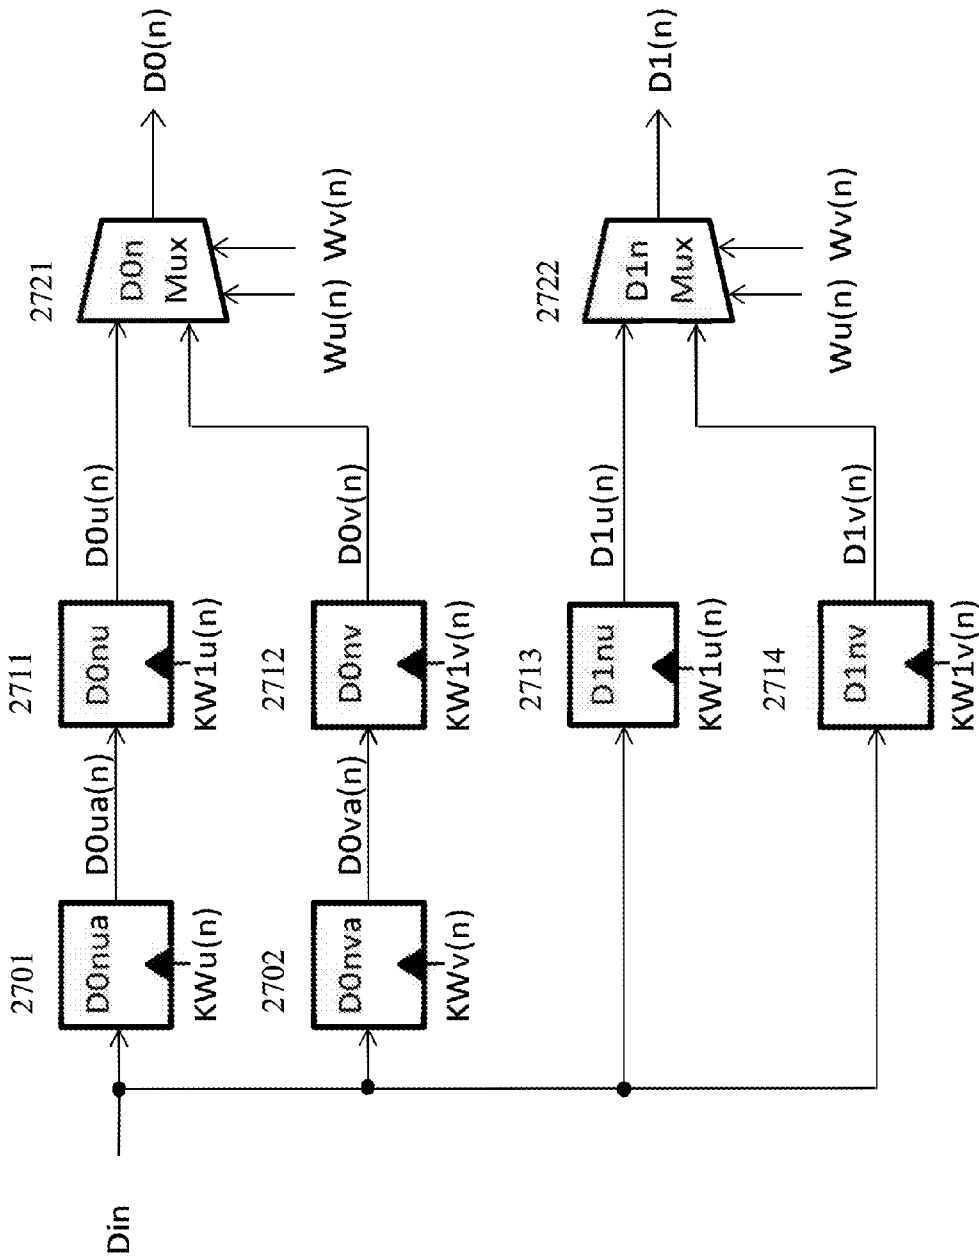 Din
2701
D0nua
KWu(n)
D0ua(n)
2711
D0nu
KW1u(n)
D0u(n)
2721
D0n
Mux
Wu(n)
Wv(n)
D0(n)
2702
D0nva
KWv(n)
D0va(n)
2712
D0nv
KW1v(n)
D0v(n)
2713
D1nu
KW1u(n)
D1u(n)
2722
D1n
Mux
Wu(n)
Wv(n)
D1(n)
2714
D1nv
KW1v(n)
D1v(n)